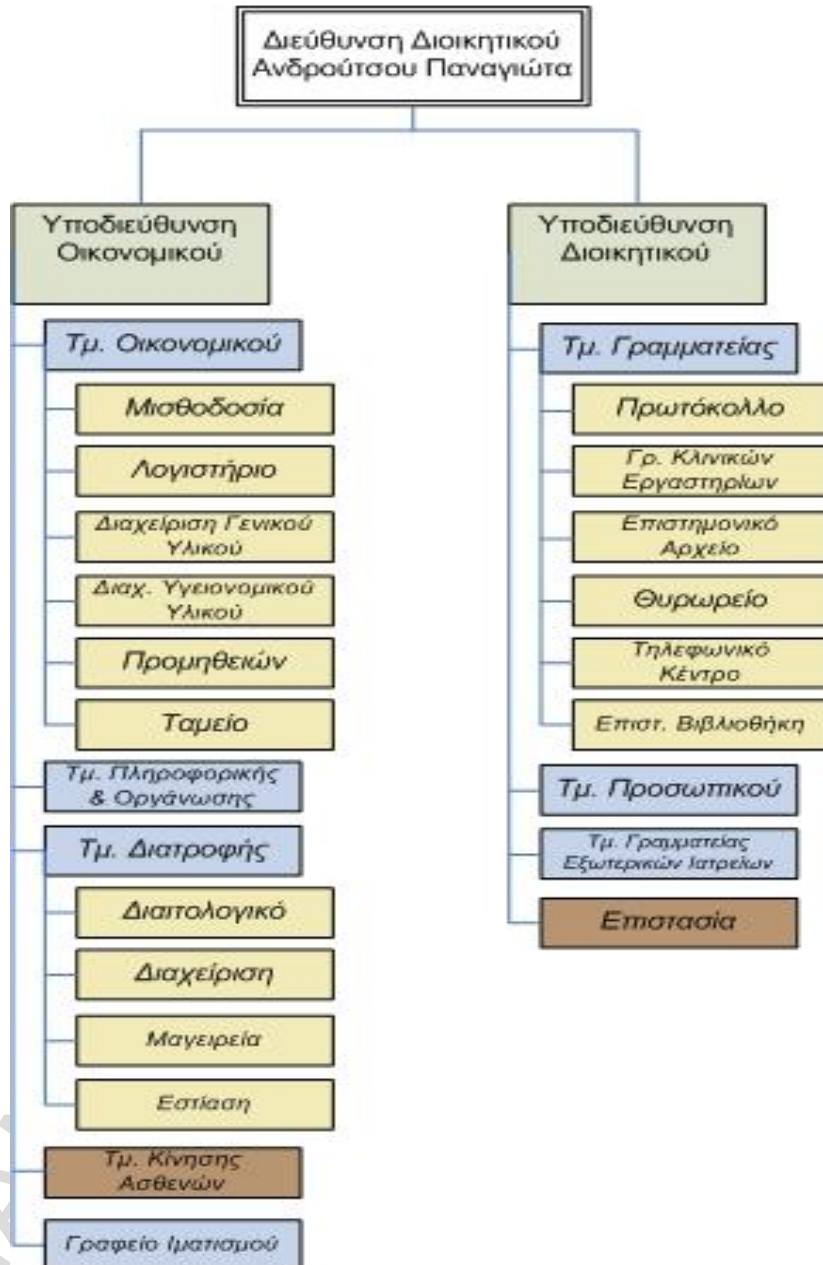 Διεύθυνση Διοικητικού
Ανδρούτσου Παναγιώτα
Υποδιεύθυνση
Οικονομικού
Τμ. Οικονομικού
Μισθοδοσία
Λογιστήριο
Διαχείριση Γενικού
Υλικού
Διαχ. Υγειονομικού
Υλικού
Προμηθειών
Ταμείο
Τμ. Πληροφορικής
& Οργάνωσης
Τμ. Διατροφής
Διαιτολογικό
Διαχείριση
Μαγειρεία
Εστίαση
Τμ. Κίνησης
Ασθενών
Γραφείο Ιματισμού
Υποδιεύθυνση
Διοικητικού
Τμ. Γραμματείας
Πρωτόκολλο
Γρ. Κλινικών
Εργαστηρίων
Επιστημονικό
Αρχείο
Θυρωρείο
Τηλεφωνικό
Κέντρο
Επιστ. Βιβλιοθήκη
Τμ. Προσωπικού
Τμ. Γραμματείας
Εξωτερικών Ιατρείων
Επιστασία